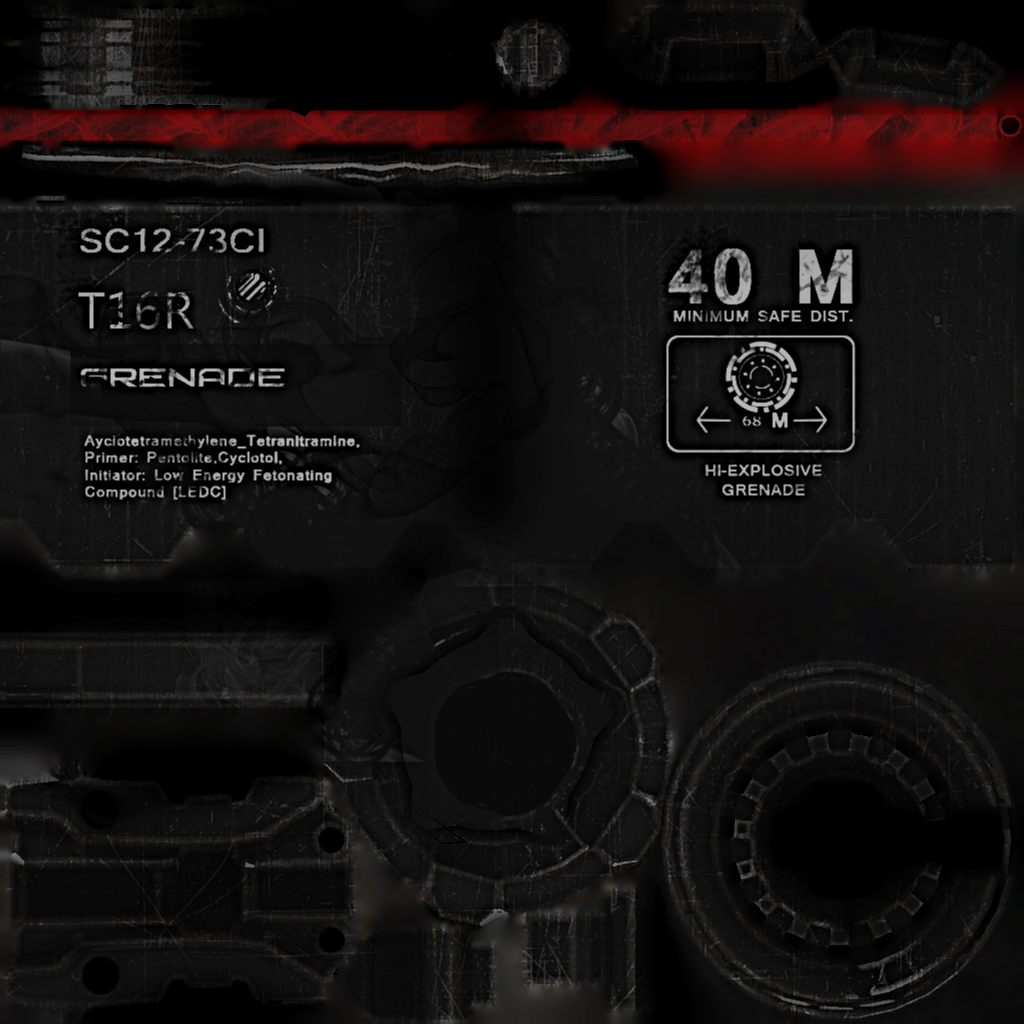 SC12-73CI
T16R
GRENADE
Ayciotetramethylene_Tetranitramine,
Primer: Pentolite,Cyclotol,
Initiator: Low Energy Fetonating
Compound [LEDC]
40 M
MINIMUM SAFE DIST.
68 M
HI-EXPLOSIVE
GRENADE